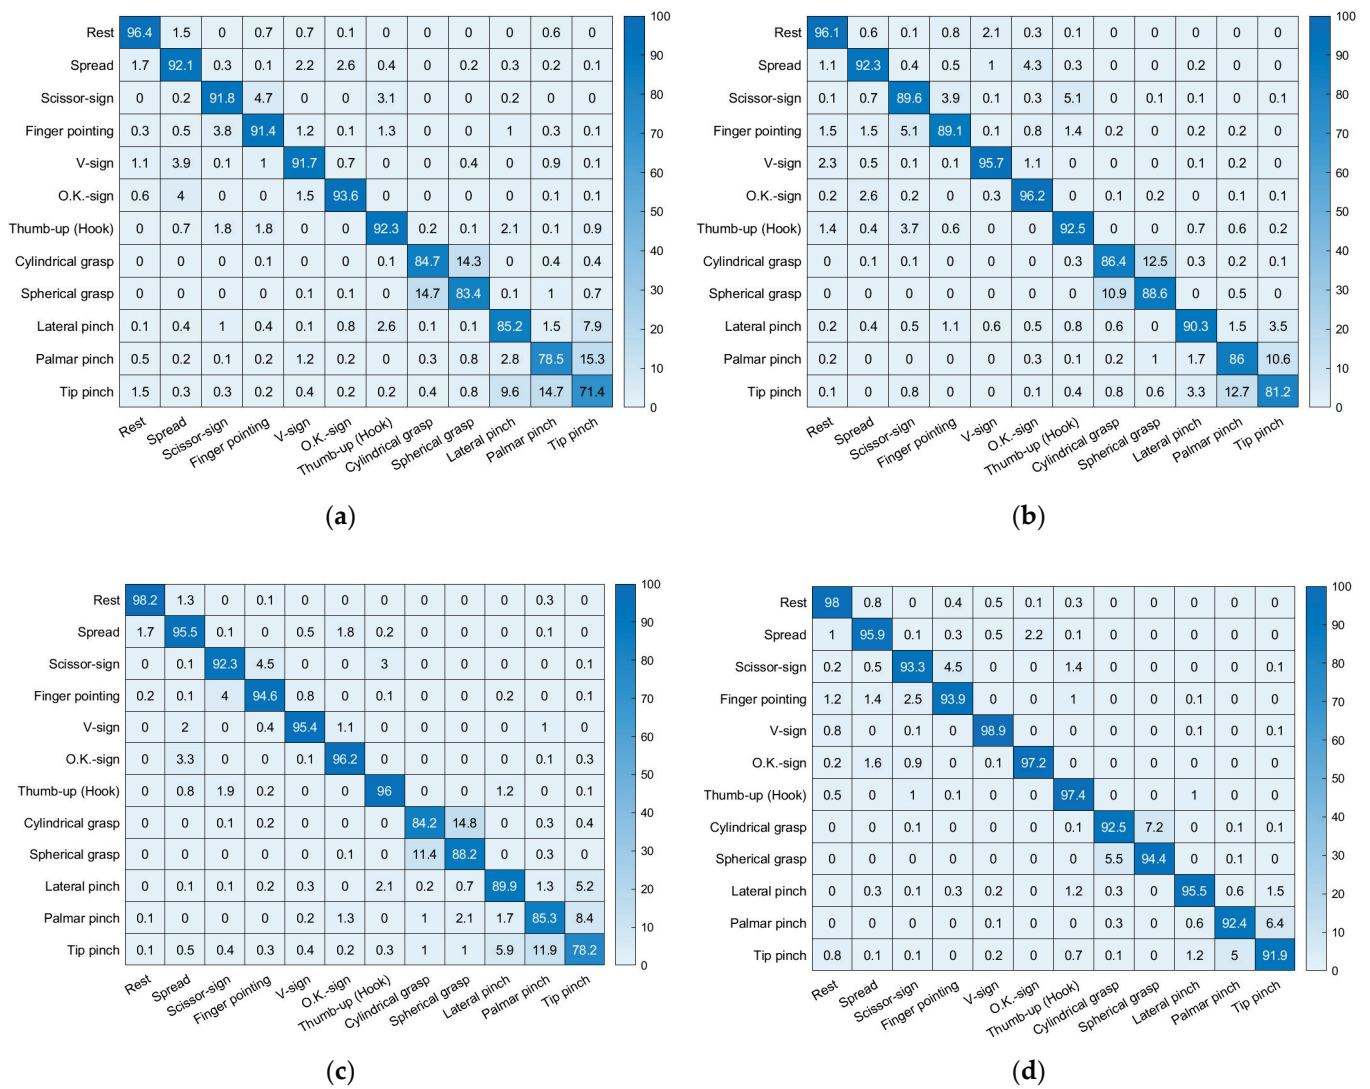 Rest 96.4 1.5 0 0.7 0.7 0.1 0 0 0 0 0.6 0
Spread 1.7 92.1 0.3 0.1 2.2 2.6 0.4 0 0.2 0.3 0.2 0.1
Scissor-sign 0 0.2 91.8 4.7 0 0 3.1 0 0 0.2 0 0
Finger pointing 0.3 0.5 3.8 91.4 1.2 0.1 1.3 0 0 1 0.3 0.1
V-sign 1.1 3.9 0.1 1 91.7 0.7 0 0 0.4 0 0.9 0.1
O.K.-sign 0.6 4 0 0 1.5 93.6 0 0 0 0 0.1 0.1
Thumb-up (Hook) 0 0.7 1.8 1.8 0 0 92.3 0.2 0.1 2.1 0.1 0.9
Cylindrical grasp 0 0 0 0.1 0 0 0.1 84.7 14.3 0 0.4 0.4
Spherical grasp 0 0 0 0 0.1 0.1 0 14.7 83.4 0.1 1 0.7
Lateral pinch 0.1 0.4 1 0.4 0.1 0.8 2.6 0.1 0.1 85.2 1.5 7.9
Palmar pinch 0.5 0.2 0.1 0.2 1.2 0.2 0 0.3 0.8 2.8 78.5 15.3
Tip pinch 1.5 0.3 0.3 0.2 0.4 0.2 0.2 0.4 0.8 9.6 14.7 71.4
Rest Spread Scissor-sign Finger pointing V-sign O.K.-sign Thumb-up (Hook) Cylindrical grasp Spherical grasp Lateral pinch Palmar pinch Tip pinch
100
90
80
70
60
50
40
30
20
10
0
(a)
Rest 96.1 0.6 0.1 0.8 2.1 0.3 0.1 0 0 0 0 0
Spread 1.1 92.3 0.4 0.5 1 4.3 0.3 0 0 0.2 0 0
Scissor-sign 0.1 0.7 89.6 3.9 0.1 0.3 5.1 0 0.1 0.1 0 0.1
Finger pointing 1.5 1.5 5.1 89.1 0.1 0.8 1.4 0.2 0 0.2 0.2 0
V-sign 2.3 0.5 0.1 0.1 95.7 1.1 0 0 0 0.1 0.2 0
O.K.-sign 0.2 2.6 0.2 0 0.3 96.2 0 0.1 0.2 0 0.1 0.1
Thumb-up (Hook) 1.4 0.4 3.7 0.6 0 0 92.5 0 0 0.7 0.6 0.2
Cylindrical grasp 0 0.1 0.1 0 0 0 0.3 86.4 12.5 0.3 0.2 0.1
Spherical grasp 0 0 0 0 0 0 0 10.9 88.6 0 0.5 0
Lateral pinch 0.2 0.4 0.5 1.1 0.6 0.5 0.8 0.6 0 90.3 1.5 3.5
Palmar pinch 0.2 0 0 0 0 0.3 0.1 0.2 1 1.7 86 10.6
Tip pinch 0.1 0 0.8 0 0 0.1 0.4 0.8 0.6 3.3 12.7 81.2
Rest Spread Scissor-sign Finger pointing V-sign O.K.-sign Thumb-up (Hook) Cylindrical grasp Spherical grasp Lateral pinch Palmar pinch Tip pinch
100
90
80
70
60
50
40
30
20
10
0
(b)
Rest 98.2 1.3 0 0.1 0 0 0 0 0 0 0.3 0
Spread 1.7 95.5 0.1 0 0.5 1.8 0.2 0 0 0 0.1 0
Scissor-sign 0 0.1 92.3 4.5 0 0 3 0 0 0 0 0.1
Finger pointing 0.2 0.1 4 94.6 0.8 0 0.1 0 0 0.2 0 0.1
V-sign 0 2 0 0.4 95.4 1.1 0 0 0 0 1 0
O.K.-sign 0 3.3 0 0 0.1 96.2 0 0 0 0 0.1 0.3
Thumb-up (Hook) 0 0.8 1.9 0.2 0 0 96 0 0 1.2 0 0
Cylindrical grasp 0 0 0.1 0.2 0 0 0 84.2 14.8 0 0.3 0.4
Spherical grasp 0 0 0 0 0 0.1 0 11.4 88.2 0 0.3 0
Lateral pinch 0 0.1 0.1 0.2 0.3 0 2.1 0.2 0.7 89.9 1.3 5.2
Palmar pinch 0.1 0 0 0 0.2 1.3 0 1 2.1 1.7 85.3 8.4
Tip pinch 0.1 0.5 0.4 0.3 0.4 0.2 0.3 1 1 5.9 11.9 78.2
Rest Spread Scissor-sign Finger pointing V-sign O.K.-sign Thumb-up (Hook) Cylindrical grasp Spherical grasp Lateral pinch Palmar pinch Tip pinch
100
90
80
70
60
50
40
30
20
10
0
(c)
Rest 98 0.8 0 0.4 0.5 0.1 0.3 0 0 0 0 0
Spread 1 95.9 0.1 0.3 0.5 2.2 0.1 0 0 0 0 0
Scissor-sign 0.2 0.5 93.3 4.5 0 0 1.4 0 0 0 0 0.1
Finger pointing 1.2 1.4 2.5 93.9 0 0 1 0 0 0.1 0 0
V-sign 0.8 0 0.1 0 98.9 0 0 0 0 0.1 0 0.1
O.K.-sign 0.2 1.6 0.9 0 0.1 97.2 0 0 0 0 0 0
Thumb-up (Hook) 0.5 0 1 0.1 0 0 97.4 0 0 1 0 0
Cylindrical grasp 0 0 0 0 0 0 0.1 92.5 7.2 0 0.1 0.1
Spherical grasp 0 0 0 0 0 0 0 5.5 94.4 0 0.1 0
Lateral pinch 0 0.3 0.1 0.3 0.2 0 1.2 0.3 0 95.5 0.6 1.5
Palmar pinch 0 0 0 0 0.1 0 0 0.3 0 0.6 92.4 6.4
Tip pinch 0.8 0.1 0.1 0 0.2 0 0.7 0.1 0 1.2 5 91.9
Rest Spread Scissor-sign Finger pointing V-sign O.K.-sign Thumb-up (Hook) Cylindrical grasp Spherical grasp Lateral pinch Palmar pinch Tip pinch
100
90
80
70
60
50
40
30
20
10
0
(d)